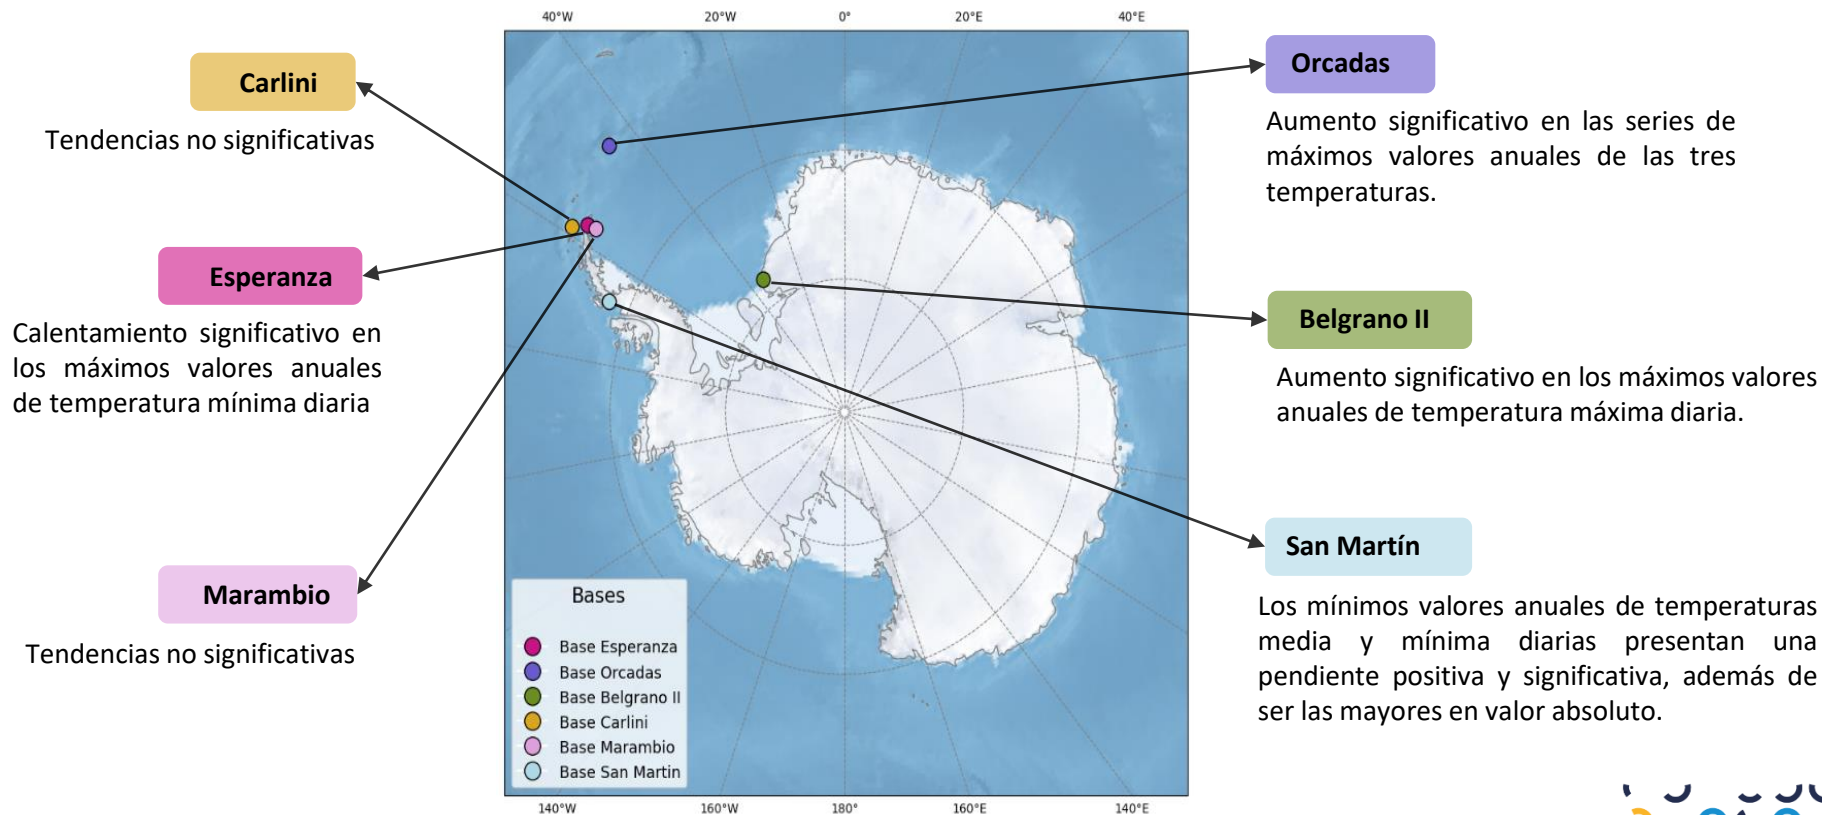 40°W 20°W 0° 20°E 40°E
Carlini
Tendencias no significativas
Esperanza
Calentamiento significativo en
los máximos valores anuales
de temperatura mínima diaria
Marambio
Tendencias no significativas
Orcadas
Aumento significativo en las series de
máximos valores anuales de las tres
temperaturas.
Belgrano II
Aumento significativo en los máximos valores
anuales de temperatura máxima diaria.
San Martín
Los mínimos valores anuales de temperaturas
media y mínima diarias presentan una
pendiente positiva y significativa, además de
ser las mayores en valor absoluto.
Bases
Base Esperanza
Base Orcadas
Base Belgrano II
Base Carlini
Base Marambio
Base San Martin
140°W 160°W 180° 160°E 140°E